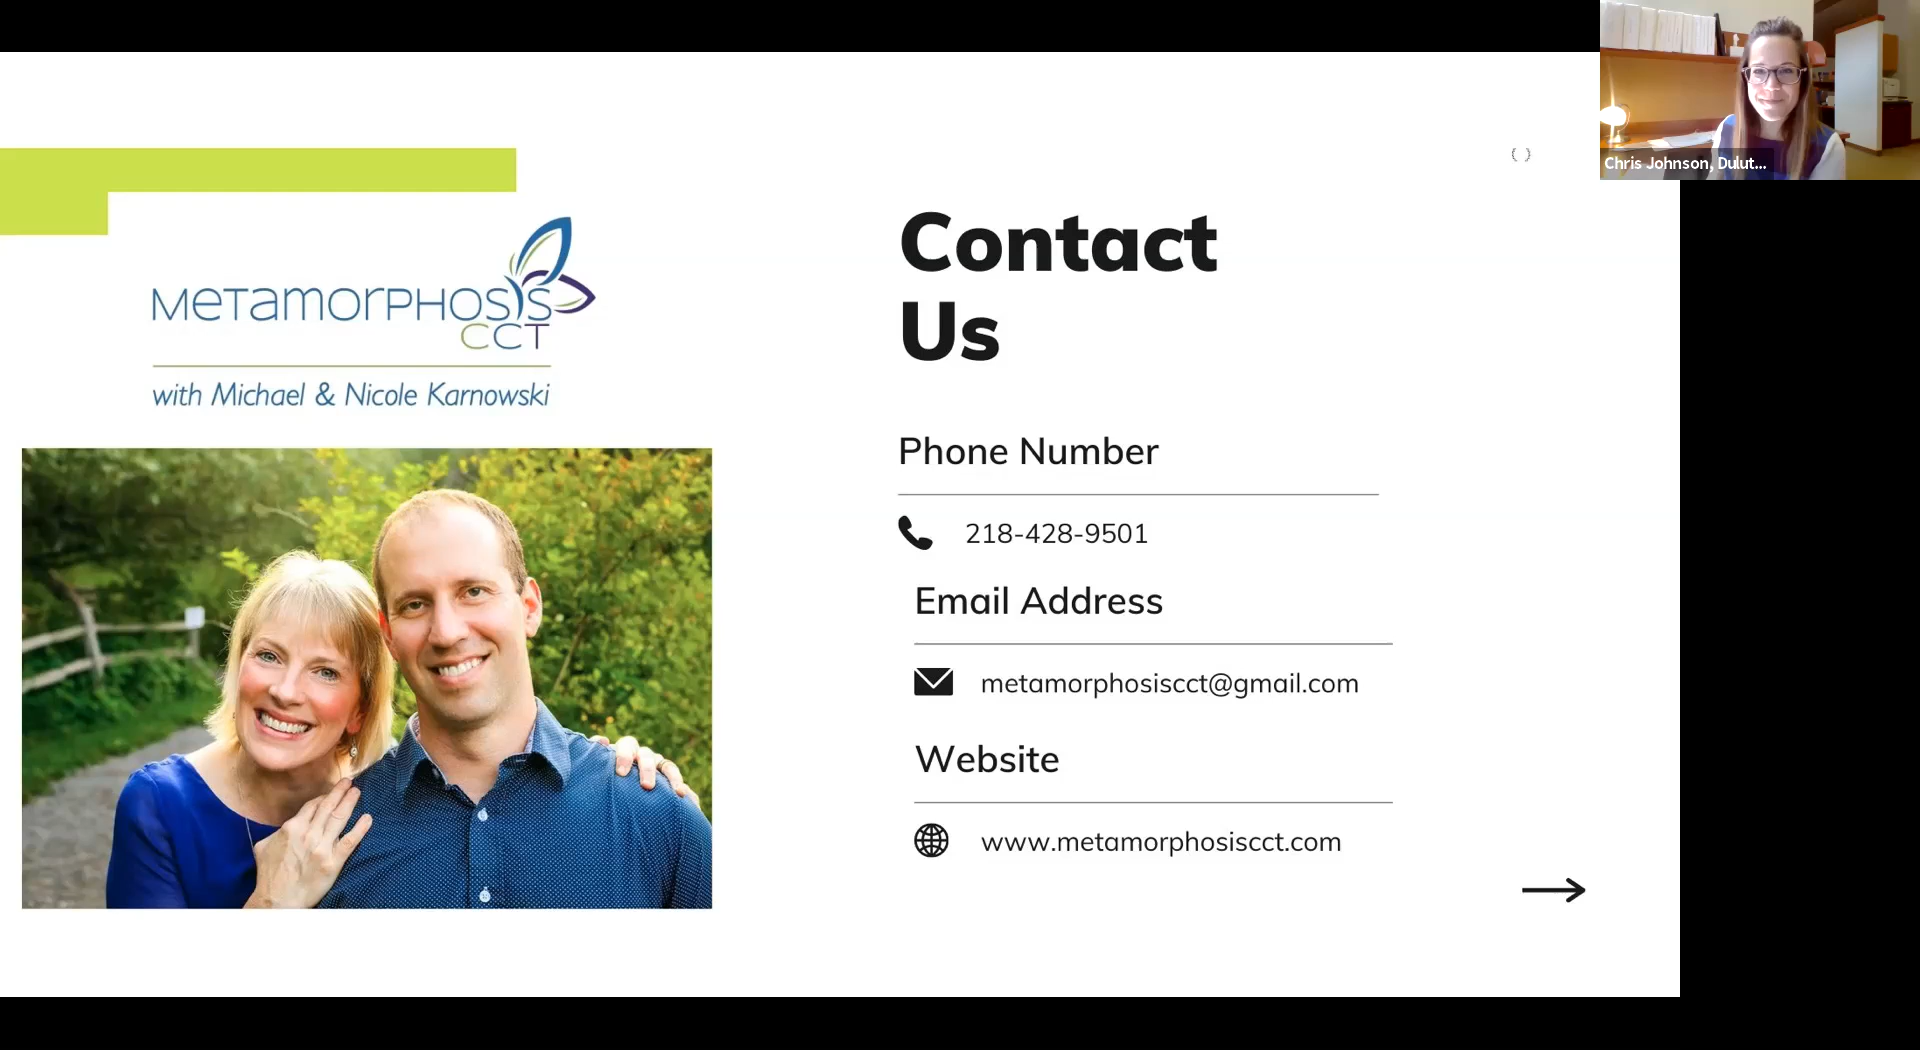 METAMORPHOSIS
CCT
with Michael & Nicole Karnowski
Contact
Us
Phone Number
218-428-9501
Email Address
metamorphosiscct@gmail.com
Website
www.metamorphosiscct.com
Chris Johnson, Dulut...